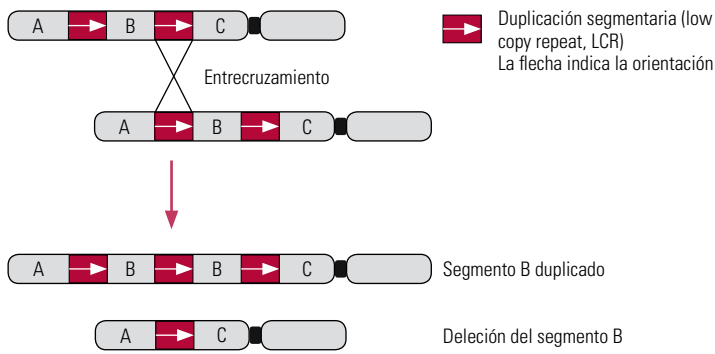 A B C
Duplicación segmentaria (low
copy repeat, LCR)
La flecha indica la orientación
Entrecruzamiento
A B C
A B B C
Segmento B duplicado
A C
Deleción del segmento B